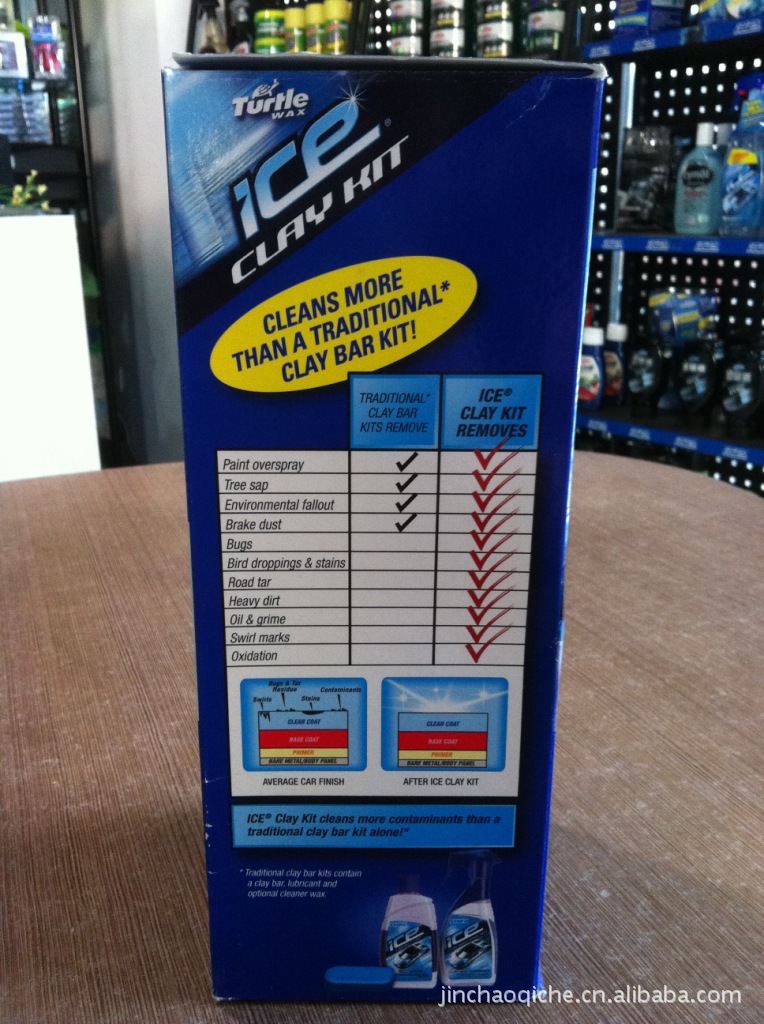 Turtle
WAX
ice®
CLAY KIT
CLEANS MORE
THAN A TRADITIONAL*
CLAY BAR KIT!
TRADITIONAL*
CLAY BAR
KITS REMOVE
ICE®
CLAY KIT
REMOVES
Paint overspray
Tree sap
Environmental fallout
Brake dust
Bugs
Bird droppings & stains
Road tar
Heavy dirt
Oil & grime
Swirl marks
Oxidation
Bugs & Tar
Residue
Contaminants
Swirls
Stains
CLEAR COAT
BASE COAT
PRIMER
BARE METAL/BODY PANEL
AVERAGE CAR FINISH
CLEAR COAT
BASE COAT
PRIMER
BARE METAL/BODY PANEL
AFTER ICE CLAY KIT
ICE® Clay Kit cleans more contaminants than a
traditional clay bar kit alone!*
* Traditional clay bar kits contain
a clay bar, lubricant and
optional cleaner wax.
ice
ice
jinchaoqiche.cn.alibaba.com